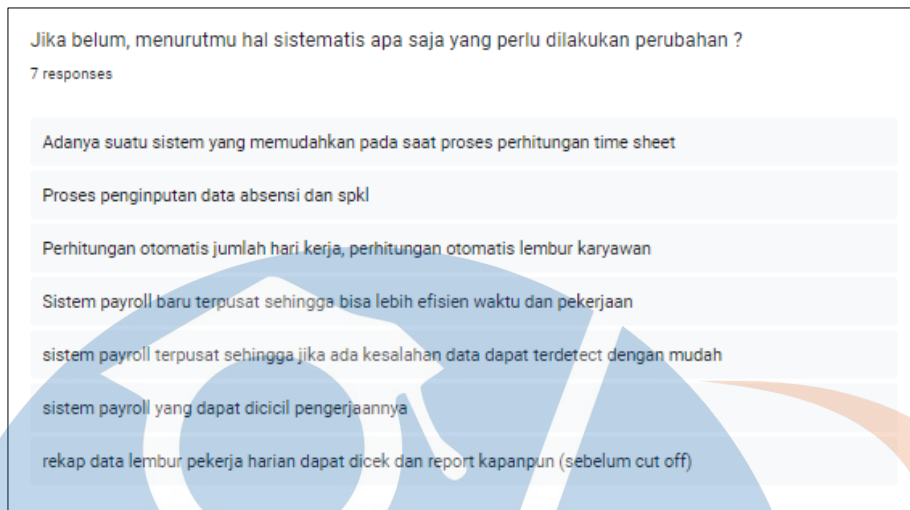 Jika belum, menurutmu hal sistematis apa saja yang perlu dilakukan perubahan ?
7 responses
Adanya suatu sistem yang memudahkan pada saat proses perhitungan time sheet
Proses penginputan data absensi dan spkl
Perhitungan otomatis jumlah hari kerja, perhitungan otomatis lembur karyawan
Sistem payroll baru terpusat sehingga bisa lebih efisien waktu dan pekerjaan
sistem payroll terpusat sehingga jika ada kesalahan data dapat terdetect dengan mudah
sistem payroll yang dapat dicicil pengerjaannya
rekap data lembur pekerja harian dapat dicek dan report kapanpun (sebelum cut off)